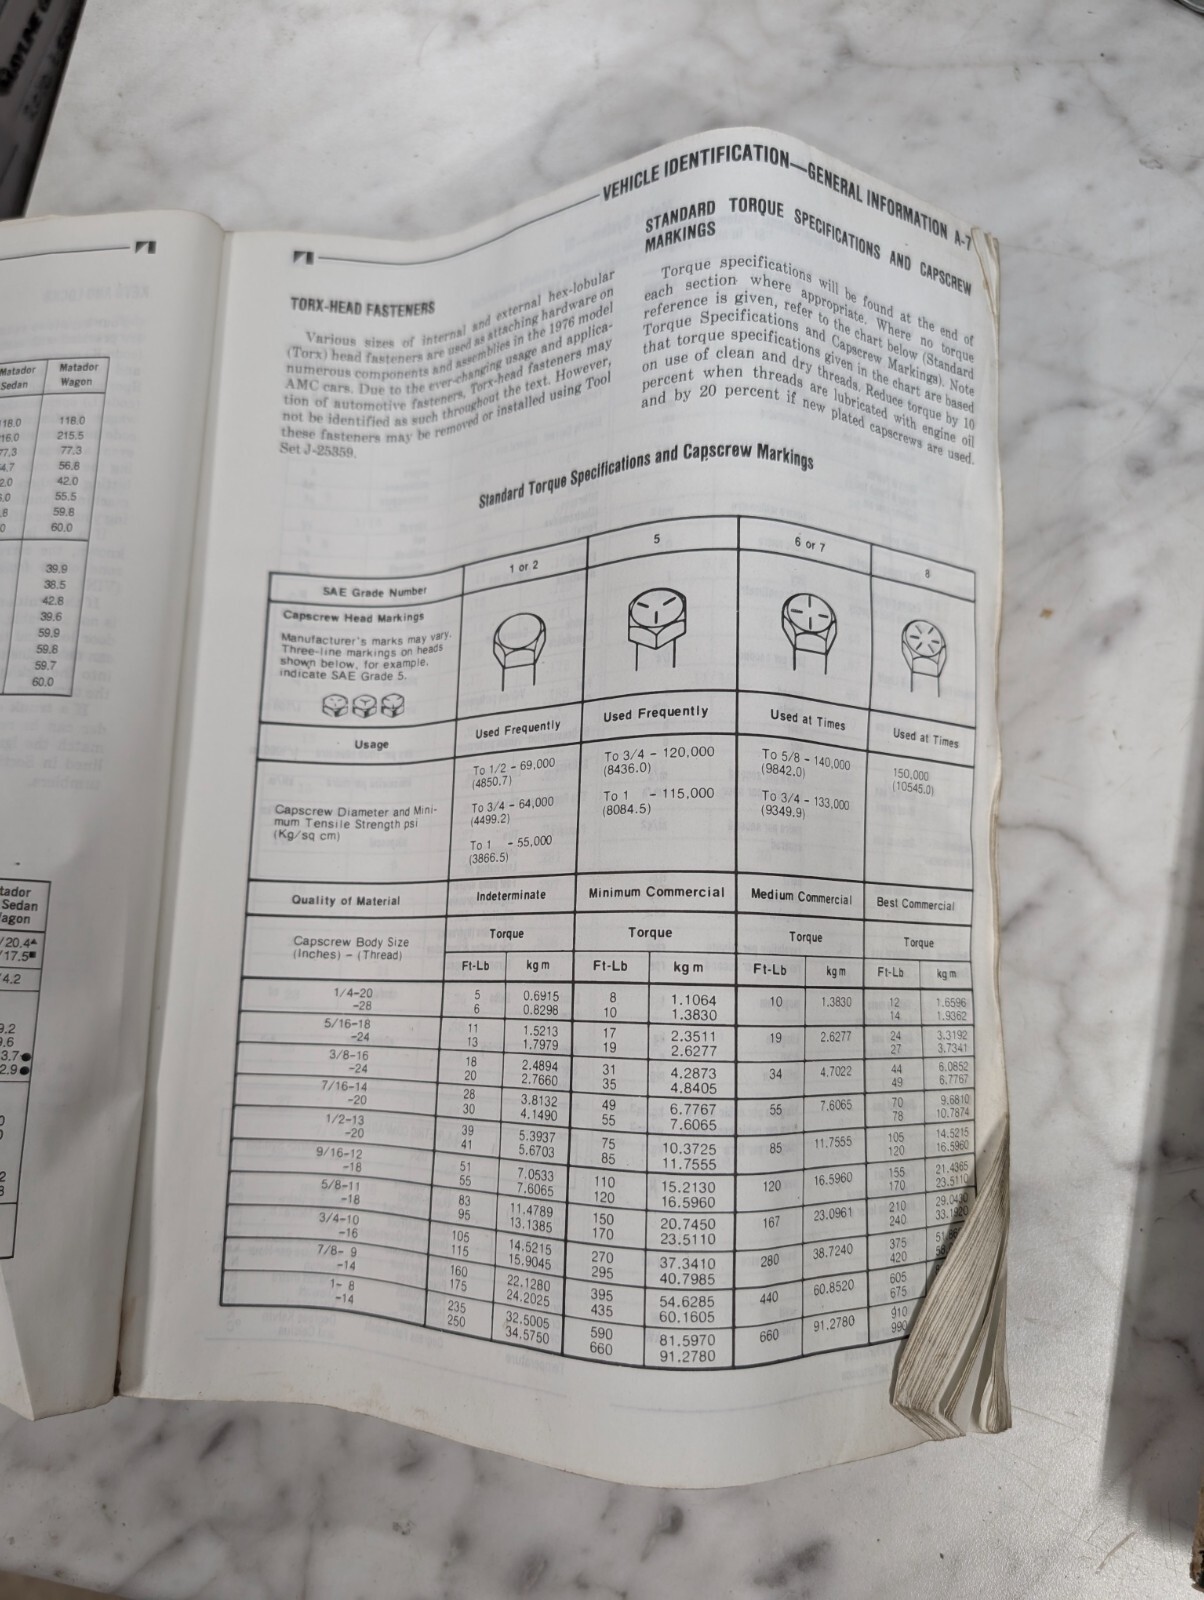 Matador Matador
Sedan Wagon
118.0 118.0
215.5
77.3 77.3
56.8
42.0
55.5
59.8
60.0
39.9
38.5
42.8
39.6
59.9
59.8
59.7
60.0
Sedan
20.4▲
17.5■
4.2
VEHICLE IDENTIFICATION—GENERAL INFORMATION A-7
TORX-HEAD FASTENERS
Various sizes of internal and external hex-lobular
(Torx) head fasteners are used as attaching hardware on
numerous components and assemblies in the 1976 model
AMC cars. Due to the ever-changing usage and applica-
tion of automotive fasteners, Torx-head fasteners may
not be identified as such throughout the text. However,
these fasteners may be removed or installed using Tool
Set J-25359.
STANDARD TORQUE SPECIFICATIONS AND CAPSCREW
MARKINGS
Torque specifications will be found at the end of
each section where appropriate. Where no torque
reference is given, refer to the chart below (Standard
Torque Specifications and Capscrew Markings). Note
that torque specifications given in the chart are based
on use of clean and dry threads. Reduce torque by 10
percent when threads are lubricated with engine oil
and by 20 percent if new plated capscrews are used.
Standard Torque Specifications and Capscrew Markings
SAE Grade Number 1 or 2 5 6 or 7 8
Capscrew Head Markings
Manufacturer's marks may vary.
Three-line markings on heads
shown below, for example,
indicate SAE Grade 5.
Usage Used Frequently Used Frequently Used at Times Used at Times
Capscrew Diameter and Mini-
mum Tensile Strength psi
(Kg/sq cm)
To 1/2 - 69,000
(4850.7)
To 3/4 - 64,000
(4499.2)
To 1 - 55,000
(3866.5)
To 3/4 - 120,000
(8436.0)
To 1 - 115,000
(8084.5)
To 5/8 - 140,000
(9842.0)
To 3/4 - 133,000
(9349.9)
150,000
(10545.0)
Quality of Material Indeterminate Minimum Commercial Medium Commercial Best Commercial
Capscrew Body Size
(Inches) - (Thread)
Torque Torque Torque Torque
Ft-Lb kg m Ft-Lb kg m Ft-Lb kg m Ft-Lb kg m
1/4-20 5 0.6915 8 1.1064 10 1.3830 12 1.6596
-28 6 0.8298 10 1.3830 14 1.9362
5/16-18 11 1.5213 17 2.3511 19 2.6277 24 3.3192
-24 13 1.7979 19 2.6277 27 3.7341
3/8-16 18 2.4894 31 4.2873 34 4.7022 44 6.0852
-24 20 2.7660 35 4.8405 49 6.7767
7/16-14 28 3.8132 49 6.7767 55 7.6065 70 9.6810
-20 30 4.1490 55 7.6065 78 10.7874
1/2-13 39 5.3937 75 10.3725 85 11.7555 105 14.5215
-20 41 5.6703 85 11.7555 120 16.5960
9/16-12 51 7.0533 110 15.2130 120 16.5960 155 21.4365
-18 55 7.6065 120 16.5960 170 23.5110
5/8-11 83 11.4789 150 20.7450 167 23.0961 210 29.0430
-18 95 13.1385 170 23.5110 240 33.1920
3/4-10 105 14.5215 270 37.3410 280 38.7240 375
-16 115 15.9045 295 40.7985 420
7/8- 9 160 22.1280 395 54.6285 440 60.8520 605
-14 175 24.2025 435 60.1605 675
1- 8 235 32.5005 590 81.5970 660 91.2780 910
-14 250 34.5750 660 91.2780 990